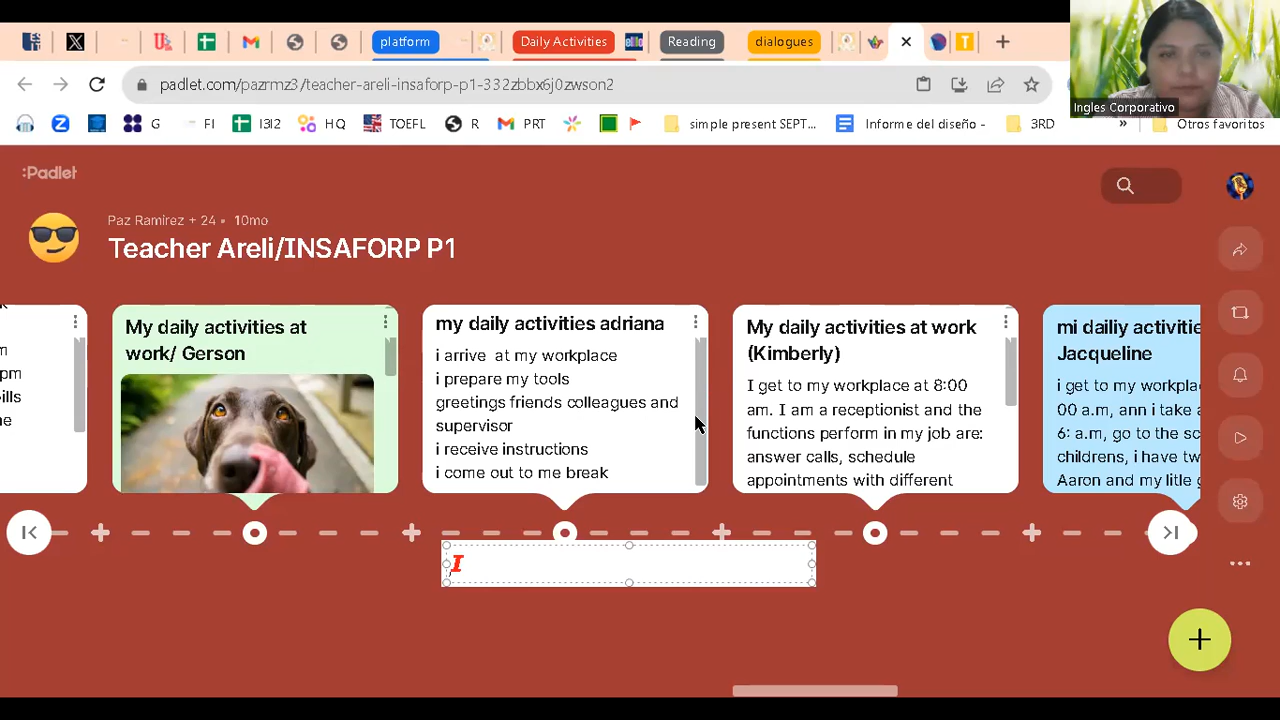 platform
Daily Activities
Reading
dialogues
Ingles Corporativo
padlet.com/pazrmz3/teacher-areli-insaforp-p1-332zbbx6j0zwson2
G
FI
I3I2
HQ
TOEFL
R
PRT
simple present SEPT...
Informe del diseño -
3RD
»
Otros favoritos
:Padlet
Paz Ramirez + 24 • 10mo
Teacher Areli/INSAFORP P1
m
pm
ills
e
My daily activities at
work/ Gerson
my daily activities adriana
i arrive at my workplace
i prepare my tools
greetings friends colleagues and
supervisor
i receive instructions
i come out to me break
My daily activities at work
(Kimberly)
I get to my workplace at 8:00
am. I am a receptionist and the
functions perform in my job are:
answer calls, schedule
appointments with different
mi dailiy activitie
Jacqueline
i get to my workpla
00 a.m, ann i take a
6: a.m, go to the sc
childrens, i have tw
Aaron and my litle g
I